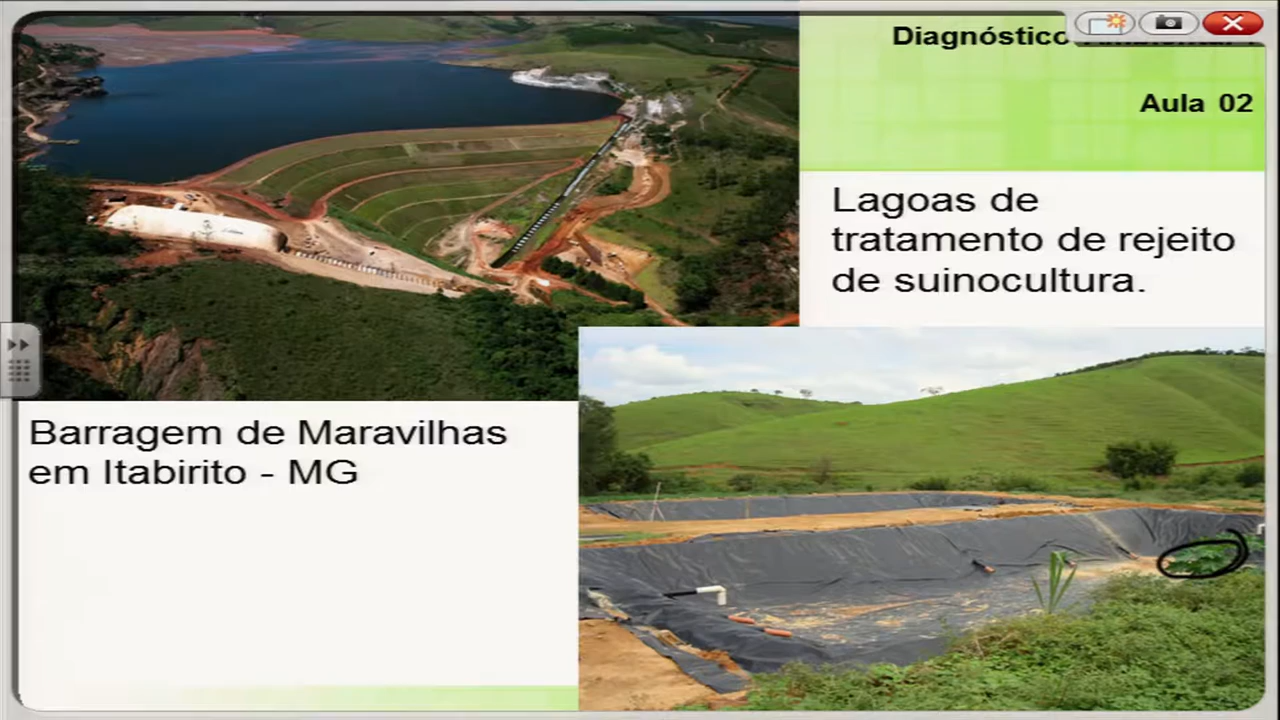 Diagnóstico
Aula 02
Lagoas de
tratamento de rejeito
de suinocultura.
Barragem de Maravilhas
em Itabirito - MG